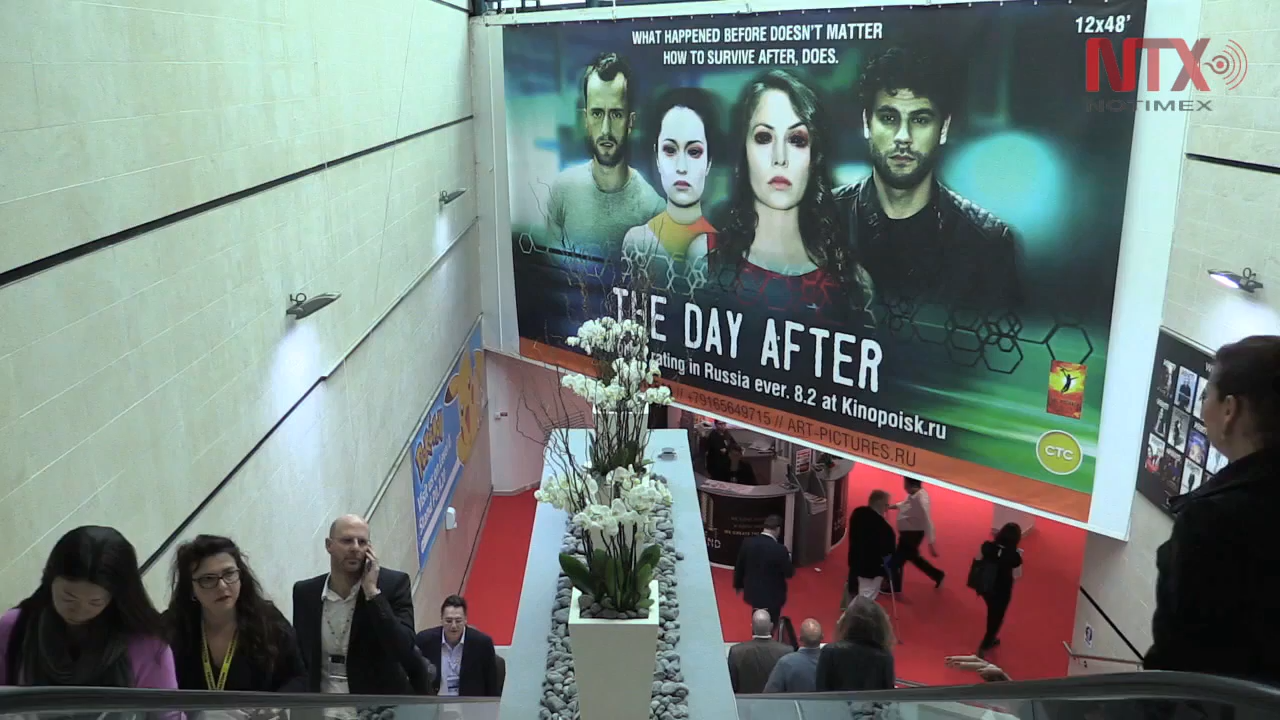 WHAT HAPPENED BEFORE DOESN'T MATTER
HOW TO SURVIVE AFTER, DOES.
12x48'
NTX
NOTIMEX
THE DAY AFTER
rating in Russia ever. 8.2 at Kinopoisk.ru
// +79165649715 // ART-PICTURES.RU
CTC